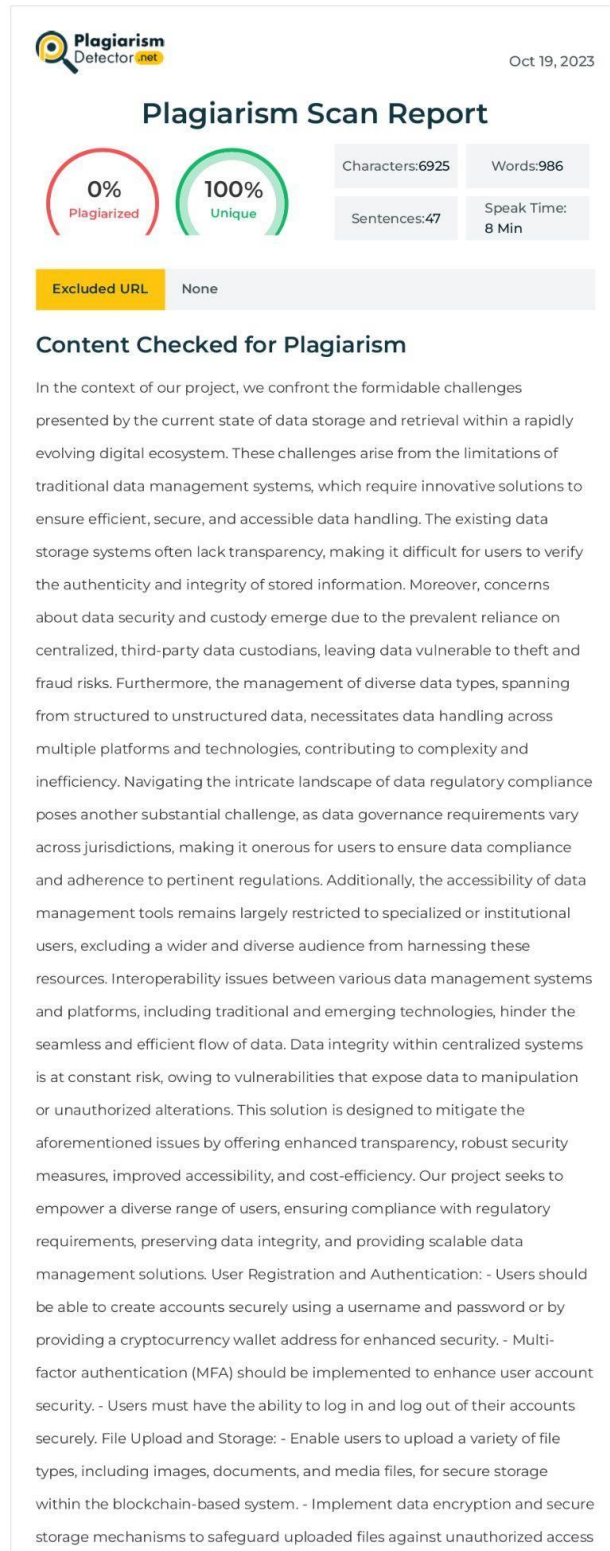 Plagiarism
Detector.net
Oct 19, 2023
Plagiarism Scan Report
0%
Plagiarized
100%
Unique
Characters:6925
Words:986
Sentences:47
Speak Time:
8 Min
Excluded URL
None
Content Checked for Plagiarism
In the context of our project, we confront the formidable challenges
presented by the current state of data storage and retrieval within a rapidly
evolving digital ecosystem. These challenges arise from the limitations of
traditional data management systems, which require innovative solutions to
ensure efficient, secure, and accessible data handling. The existing data
storage systems often lack transparency, making it difficult for users to verify
the authenticity and integrity of stored information. Moreover, concerns
about data security and custody emerge due to the prevalent reliance on
centralized, third-party data custodians, leaving data vulnerable to theft and
fraud risks. Furthermore, the management of diverse data types, spanning
from structured to unstructured data, necessitates data handling across
multiple platforms and technologies, contributing to complexity and
inefficiency. Navigating the intricate landscape of data regulatory compliance
poses another substantial challenge, as data governance requirements vary
across jurisdictions, making it onerous for users to ensure data compliance
and adherence to pertinent regulations. Additionally, the accessibility of data
management tools remains largely restricted to specialized or institutional
users, excluding a wider and diverse audience from harnessing these
resources. Interoperability issues between various data management systems
and platforms, including traditional and emerging technologies, hinder the
seamless and efficient flow of data. Data integrity within centralized systems
is at constant risk, owing to vulnerabilities that expose data to manipulation
or unauthorized alterations. This solution is designed to mitigate the
aforementioned issues by offering enhanced transparency, robust security
measures, improved accessibility, and cost-efficiency. Our project seeks to
empower a diverse range of users, ensuring compliance with regulatory
requirements, preserving data integrity, and providing scalable data
management solutions. User Registration and Authentication: - Users should
be able to create accounts securely using a username and password or by
providing a cryptocurrency wallet address for enhanced security. - Multi-
factor authentication (MFA) should be implemented to enhance user account
security. - Users must have the ability to log in and log out of their accounts
securely. File Upload and Storage: - Enable users to upload a variety of file
types, including images, documents, and media files, for secure storage
within the blockchain-based system. - Implement data encryption and secure
storage mechanisms to safeguard uploaded files against unauthorized access